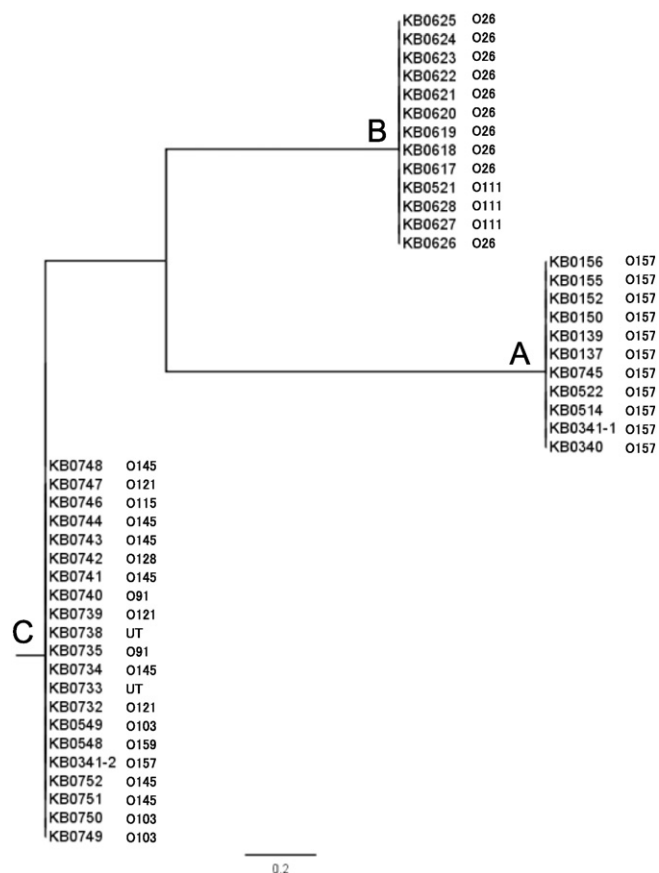 KB0625 O26
KB0624 O26
KB0623 O26
KB0622 O26
KB0621 O26
KB0620 O26
B
KB0619 O26
KB0618 O26
KB0617 O26
KB0521 O111
KB0628 O111
KB0627 O111
KB0626 O26
KB0156 O157
KB0155 O157
KB0152 O157
KB0150 O157
KB0139 O157
KB0137 O157
A
KB0745 O157
KB0522 O157
KB0514 O157
KB0341-1 O157
KB0340 O157
KB0748 O145
KB0747 O121
KB0746 O115
KB0744 O145
KB0743 O145
KB0742 O128
KB0741 O145
KB0740 O91
KB0739 O121
C
KB0738 UT
KB0735 O91
KB0734 O145
KB0733 UT
KB0732 O121
KB0549 O103
KB0548 O159
KB0341-2 O157
KB0752 O145
KB0751 O145
KB0750 O103
KB0749 O103
0.2